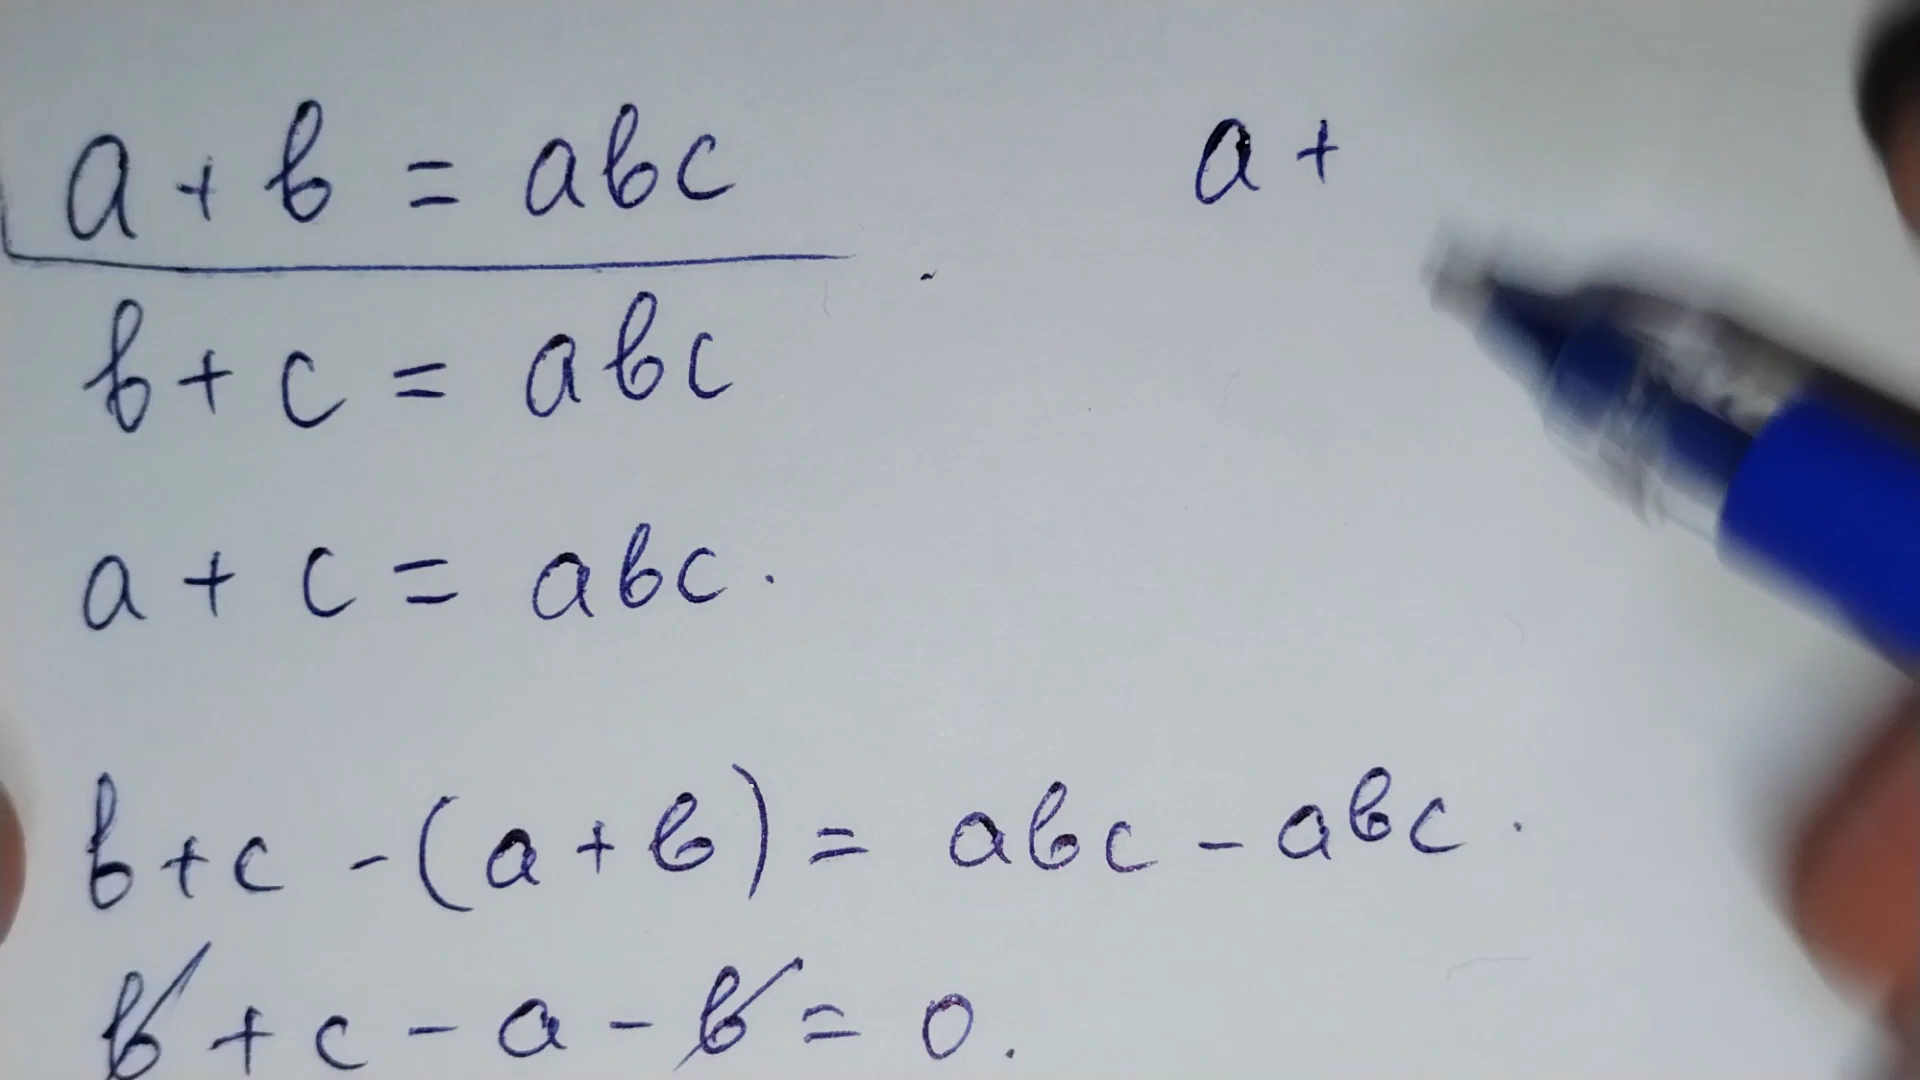 a + b = abc
b + c = abc
a + c = abc.
b + c - (a + b) = abc - abc.
b + c - a - b = 0.
a +